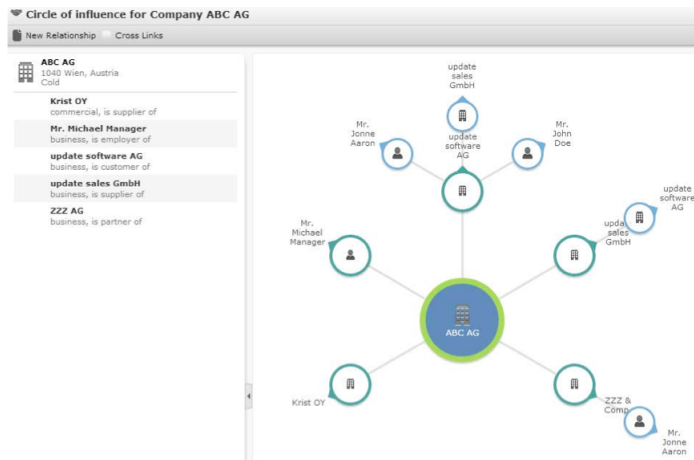 Circle of influence for Company ABC AG
New Relationship Cross Links
ABC AG
1040 Wien, Austria
Cold
Krist OY
commercial, is supplier of
Mr. Michael Manager
business, is employer of
update software AG
business, is customer of
update sales GmbH
business, is supplier of
ZZZ AG
business, is partner of
update
sales
GmbH
Mr.
Jonne
Aaron
update
software
AG
Mr.
John
Doe
update
software
AG
Mr.
Michael
Manager
sales
GmbH
ABC AG
Krist OY
ZZZ &
Comp.
Mr.
Jonne
Aaron